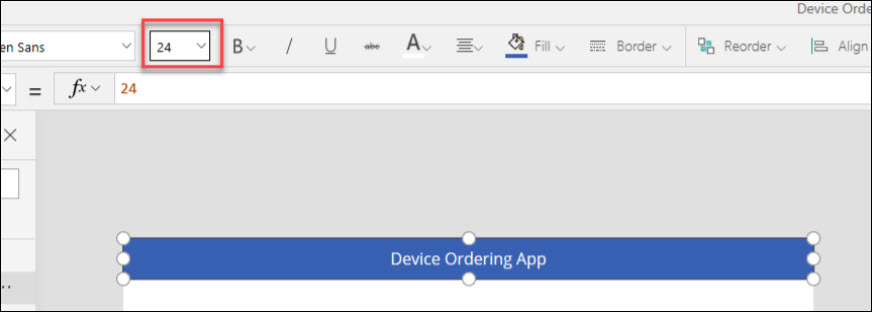 Device Orde
en Sans 24 B / U abc A Fill Border Reorder Align
= fx 24
Device Ordering App